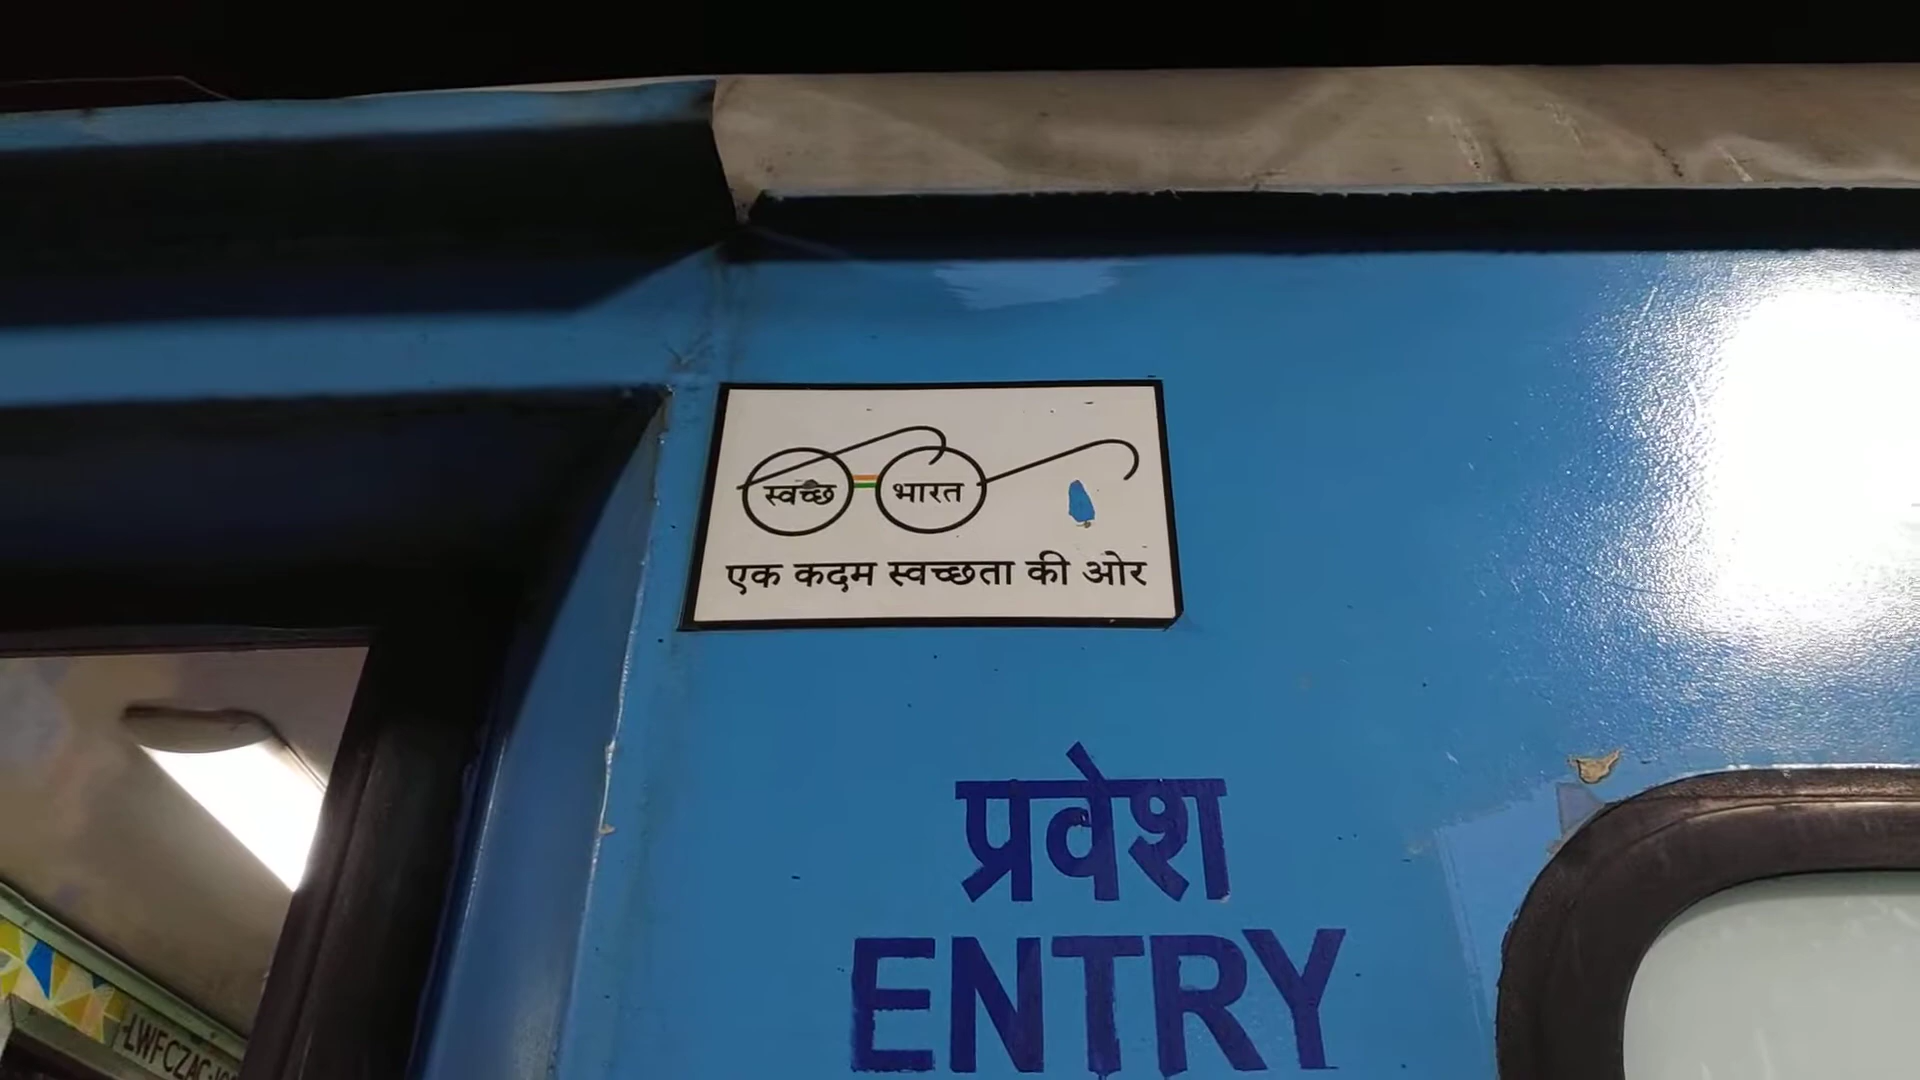 स्वच्छ भारत
एक कदम स्वच्छता की ओर
प्रवेश
ENTRY